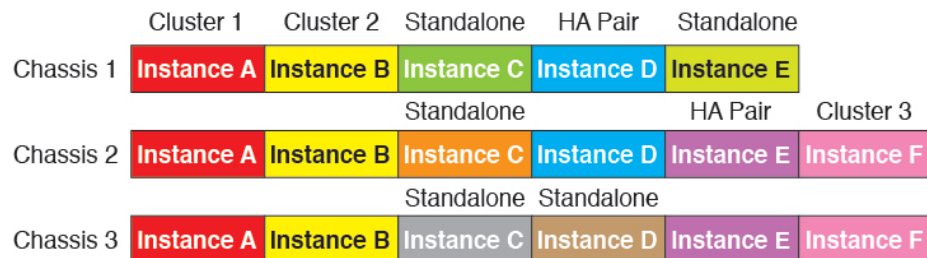 Cluster 1 Cluster 2 Standalone HA Pair Standalone
Chassis 1 Instance A Instance B Instance C Instance D Instance E
Standalone HA Pair Cluster 3
Chassis 2 Instance A Instance B Instance C Instance D Instance E Instance F
Standalone Standalone
Chassis 3 Instance A Instance B Instance C Instance D Instance E Instance F